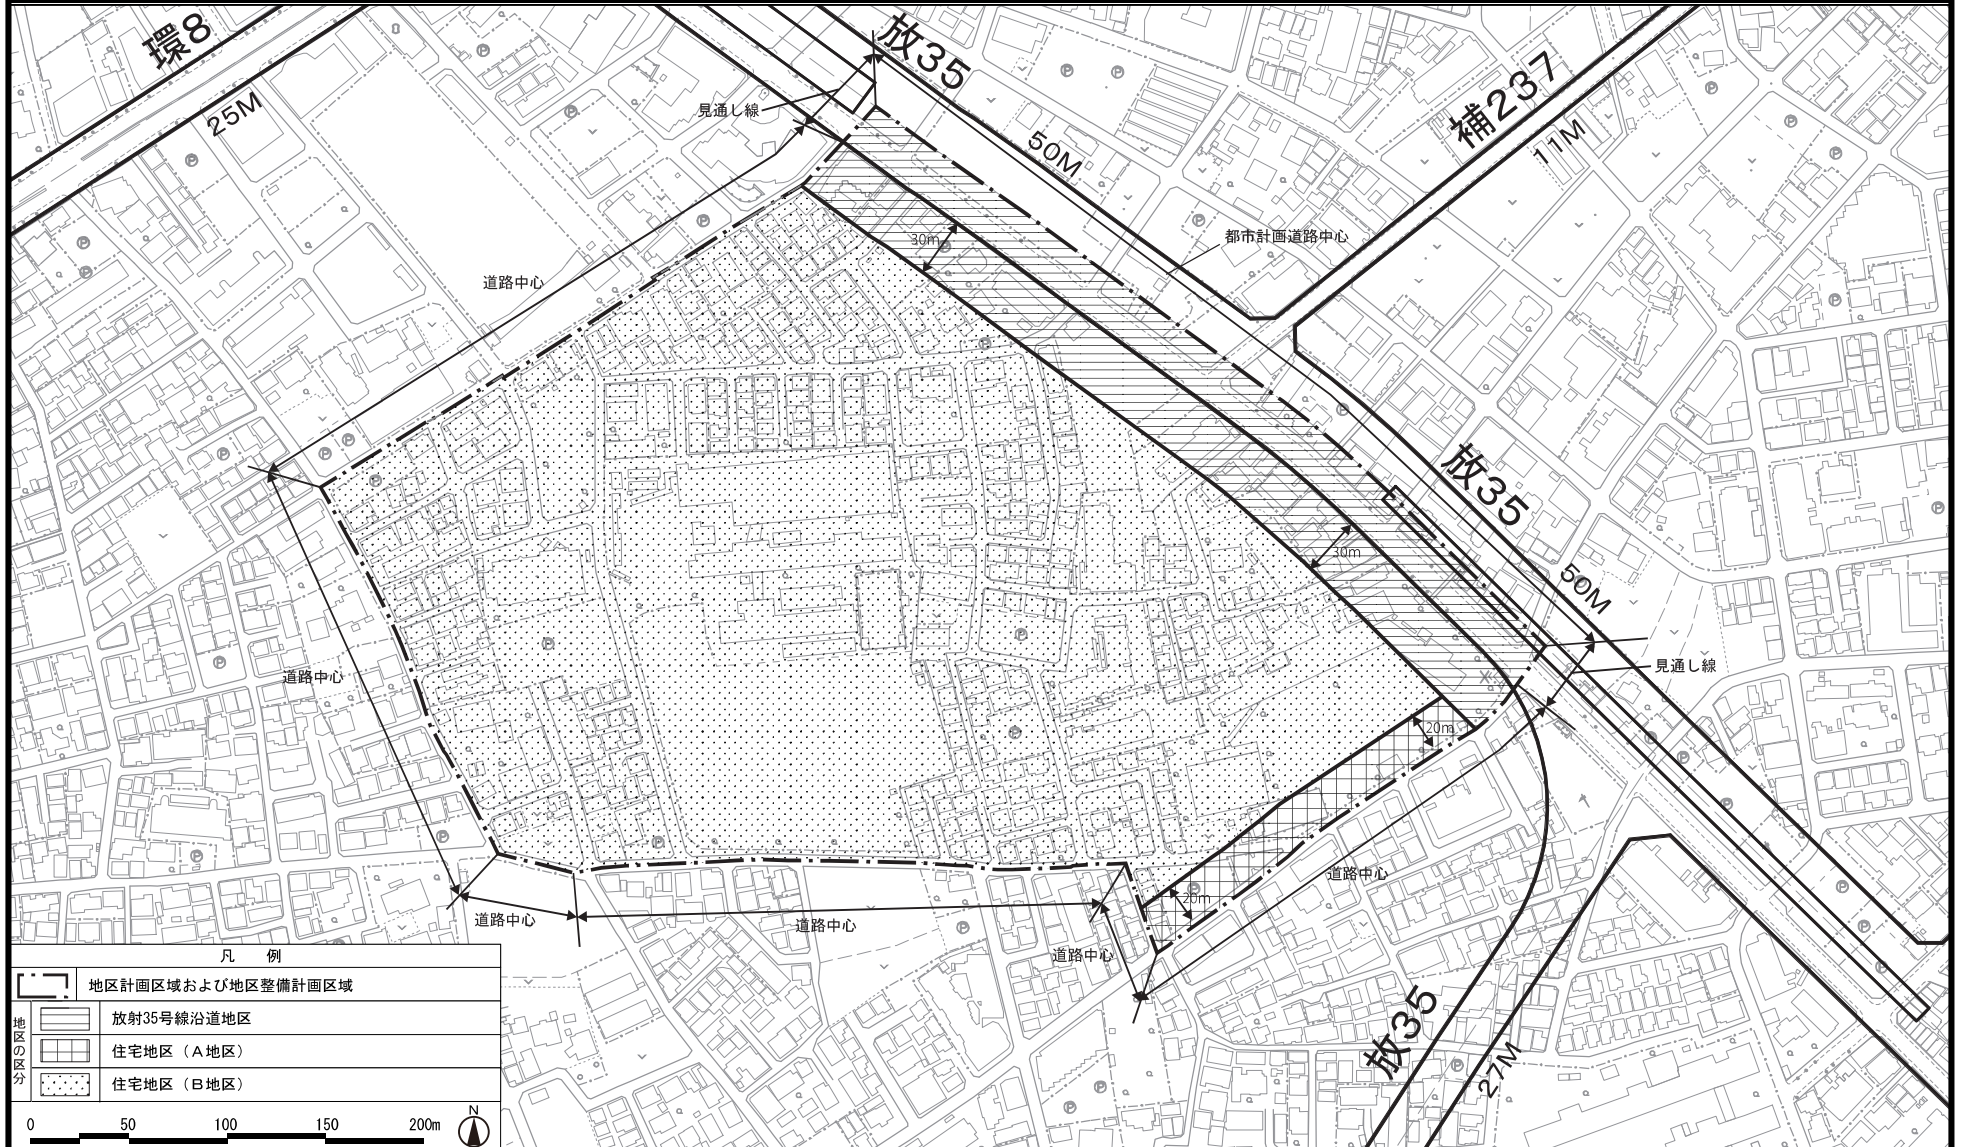 環8
25M
放35
見通し線
50M
補237
11M
都市計画道路中心
30m
道路中心
放35
30m
50M
道路中心
見通し線
20m
道路中心
20m
道路中心
道路中心
道路中心
放35
27M
凡 例
地区計画区域および地区整備計画区域
地区の区分
放射35号線沿道地区
住宅地区（A地区）
住宅地区（B地区）
0 50 100 150 200m
N